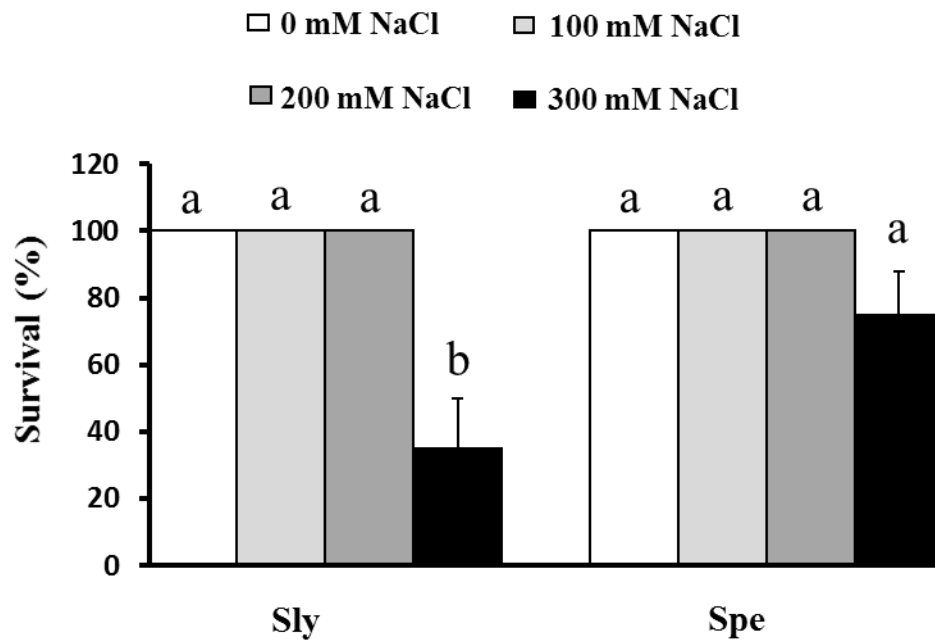 0 mM NaCl 100 mM NaCl
200 mM NaCl 300 mM NaCl
Survival (%)
120
100
80
60
40
20
0
a a a b a a a a
Sly Spe